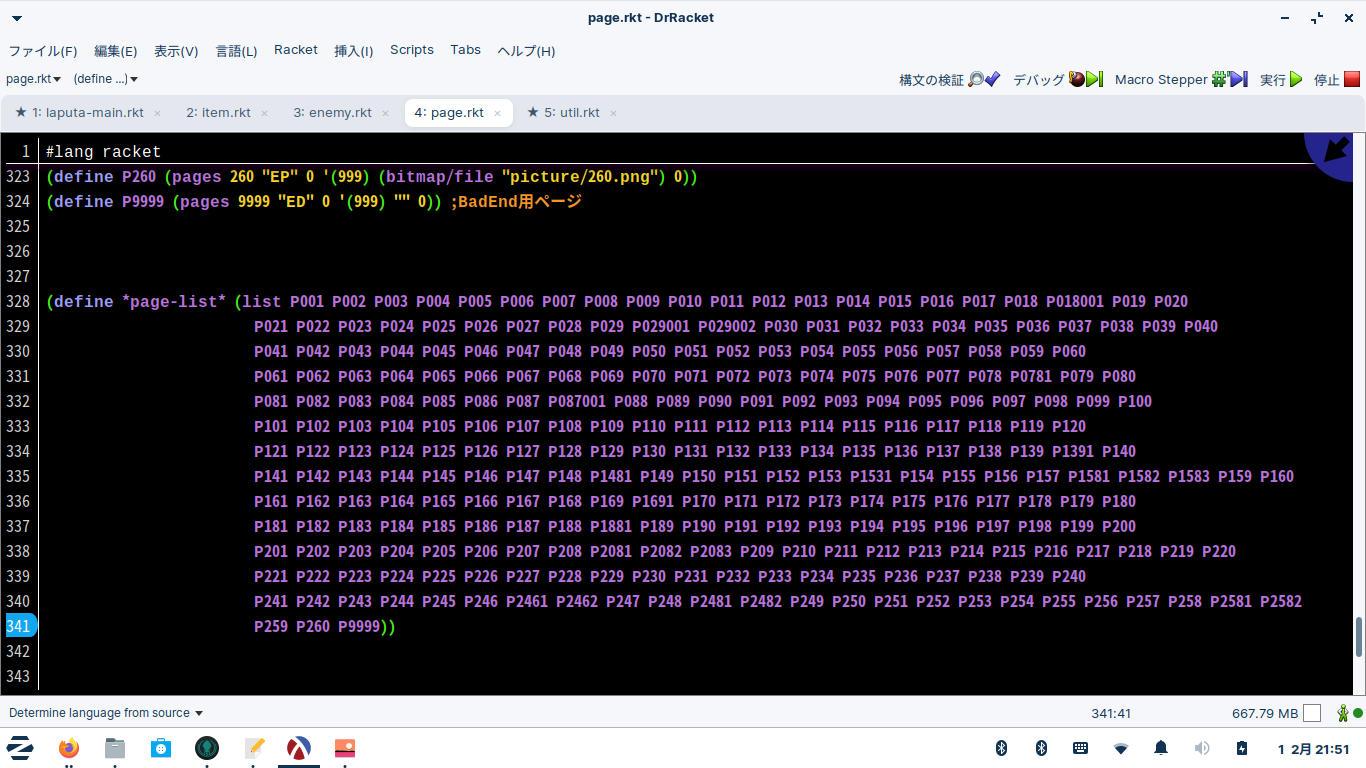 page.rkt - DrRacket
ファイル(F) 編集(E) 表示(V) 言語(L) Racket 挿入(I) Scripts Tabs ヘルプ(H)
page.rkt (define ...) 構文の検証 デバッグ Macro Stepper 実行 停止
★ 1: laputa-main.rkt × 2: item.rkt × 3: enemy.rkt × 4: page.rkt × ★ 5: util.rkt ×
1 #lang racket
323 (define P260 (pages 260 "EP" 0 '(999) (bitmap/file "picture/260.png") 0))
324 (define P9999 (pages 9999 "ED" 0 '(999) "" 0)) ;BadEnd用ページ
325
326
327
328 (define *page-list* (list P001 P002 P003 P004 P005 P006 P007 P008 P009 P010 P011 P012 P013 P014 P015 P016 P017 P018 P018001 P019 P020
329 P021 P022 P023 P024 P025 P026 P027 P028 P029 P029001 P029002 P030 P031 P032 P033 P034 P035 P036 P037 P038 P039 P040
330 P041 P042 P043 P044 P045 P046 P047 P048 P049 P050 P051 P052 P053 P054 P055 P056 P057 P058 P059 P060
331 P061 P062 P063 P064 P065 P066 P067 P068 P069 P070 P071 P072 P073 P074 P075 P076 P077 P078 P0781 P079 P080
332 P081 P082 P083 P084 P085 P086 P087 P087001 P088 P089 P090 P091 P092 P093 P094 P095 P096 P097 P098 P099 P100
333 P101 P102 P103 P104 P105 P106 P107 P108 P109 P110 P111 P112 P113 P114 P115 P116 P117 P118 P119 P120
334 P121 P122 P123 P124 P125 P126 P127 P128 P129 P130 P131 P132 P133 P134 P135 P136 P137 P138 P139 P1391 P140
335 P141 P142 P143 P144 P145 P146 P147 P148 P1481 P149 P150 P151 P152 P153 P1531 P154 P155 P156 P157 P1581 P1582 P1583 P159 P160
336 P161 P162 P163 P164 P165 P166 P167 P168 P169 P1691 P170 P171 P172 P173 P174 P175 P176 P177 P178 P179 P180
337 P181 P182 P183 P184 P185 P186 P187 P188 P1881 P189 P190 P191 P192 P193 P194 P195 P196 P197 P198 P199 P200
338 P201 P202 P203 P204 P205 P206 P207 P208 P2081 P2082 P2083 P209 P210 P211 P212 P213 P214 P215 P216 P217 P218 P219 P220
339 P221 P222 P223 P224 P225 P226 P227 P228 P229 P230 P231 P232 P233 P234 P235 P236 P237 P238 P239 P240
340 P241 P242 P243 P244 P245 P246 P2461 P2462 P247 P248 P2481 P2482 P249 P250 P251 P252 P253 P254 P255 P256 P257 P258 P2581 P2582
341 P259 P260 P9999))
342
343
Determine language from source 341:41 667.79 MB
1 2月 21:51